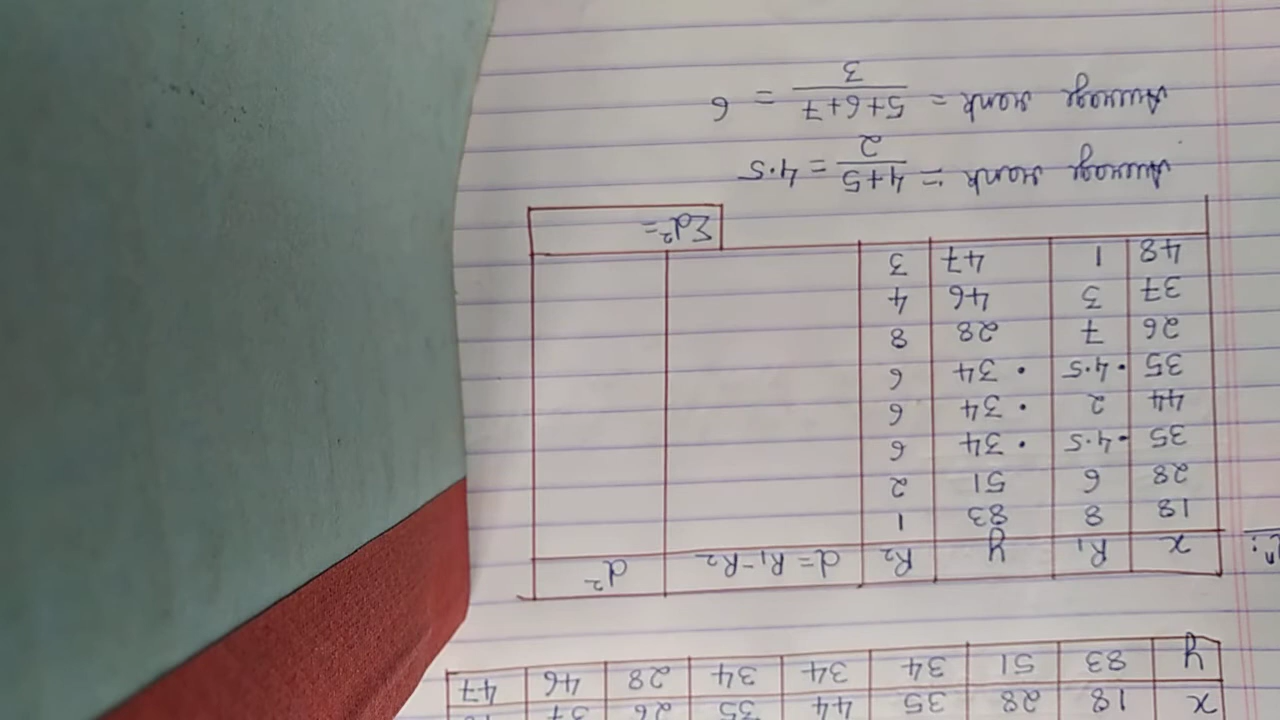 x 18 28 35 44 35 26 37
y 83 51 34 34 34 28 46 47
x R₁ y R₂ d=R₁-R₂ d²
18 8 83 1
28 6 51 2
35 •4.5 •34 6
44 2 •34 6
35 •4.5 •34 6
26 7 28 8
37 3 46 4
48 1 47 3
Σd²=
Average rank = 4+5/2 = 4.5
Average rank = 5+6+7/3 = 6